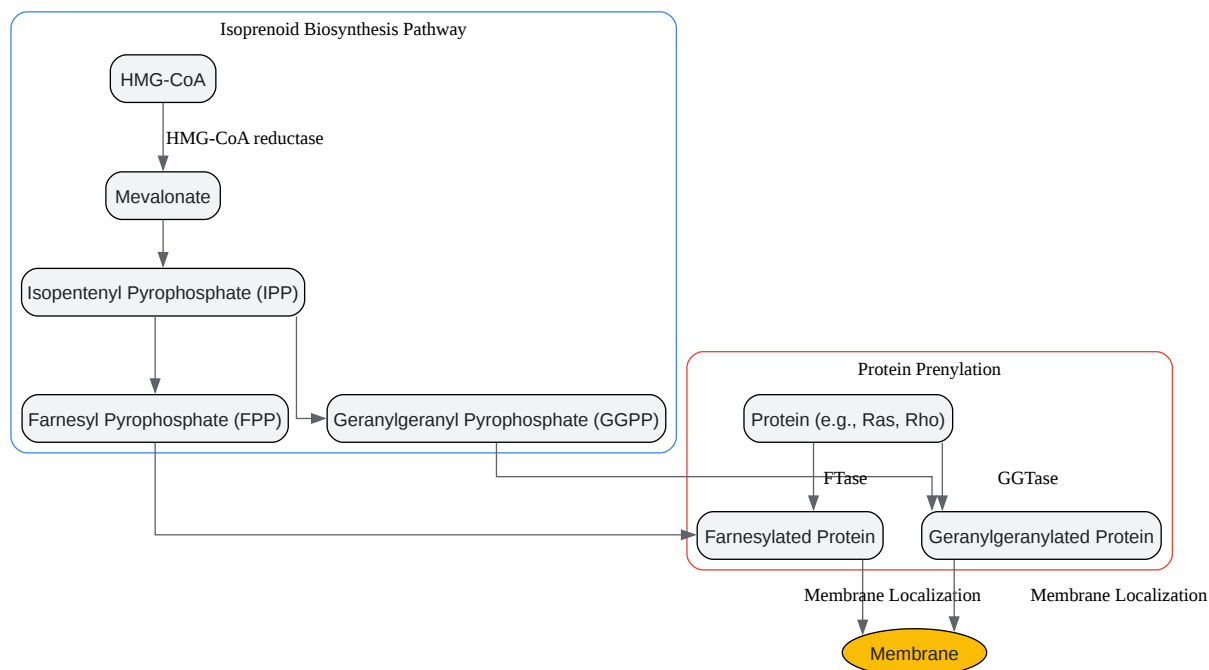 Isoprenoid Biosynthesis Pathway
HMG-CoA
HMG-CoA reductase
Mevalonate
Isopentenyl Pyrophosphate (IPP)
Farnesyl Pyrophosphate (FPP)
Geranylgeranyl Pyrophosphate (GGPP)
Protein Prenylation
Protein (e.g., Ras, Rho)
FTase
GGTase
Farnesylated Protein
Geranylgeranylated Protein
Membrane Localization
Membrane Localization
Membrane